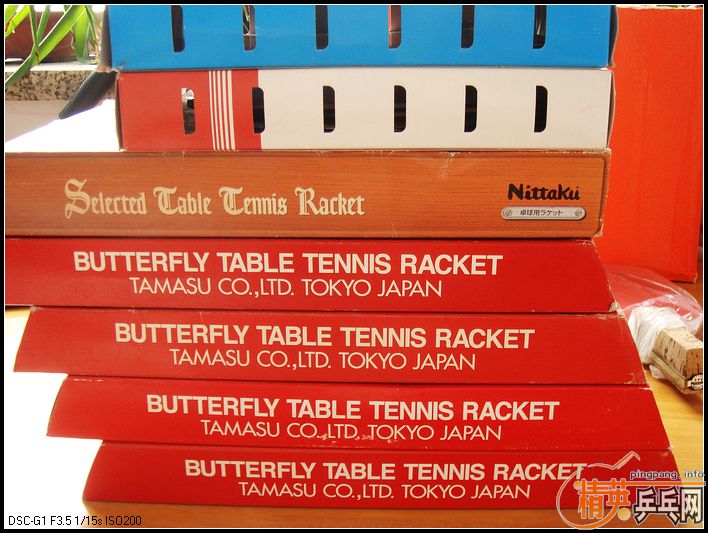 Selected Table Tennis Racket
Nittaku
卓球用ラケット
BUTTERFLY TABLE TENNIS RACKET
TAMASU CO.,LTD. TOKYO JAPAN
BUTTERFLY TABLE TENNIS RACKET
TAMASU CO.,LTD. TOKYO JAPAN
BUTTERFLY TABLE TENNIS RACKET
TAMASU CO.,LTD. TOKYO JAPAN
BUTTERFLY TABLE TENNIS RACKET
TAMASU CO.,LTD. TOKYO JAPAN
pingpang.info
精英乒乓网
DSC-G1 F3.5 1/15s ISO200